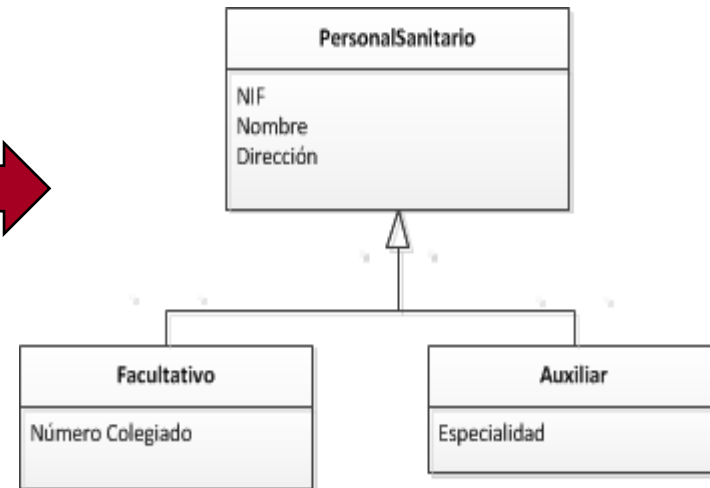 PersonalSanitario
NIF
Nombre
Dirección
Facultativo
Número Colegiado
Auxiliar
Especialidad